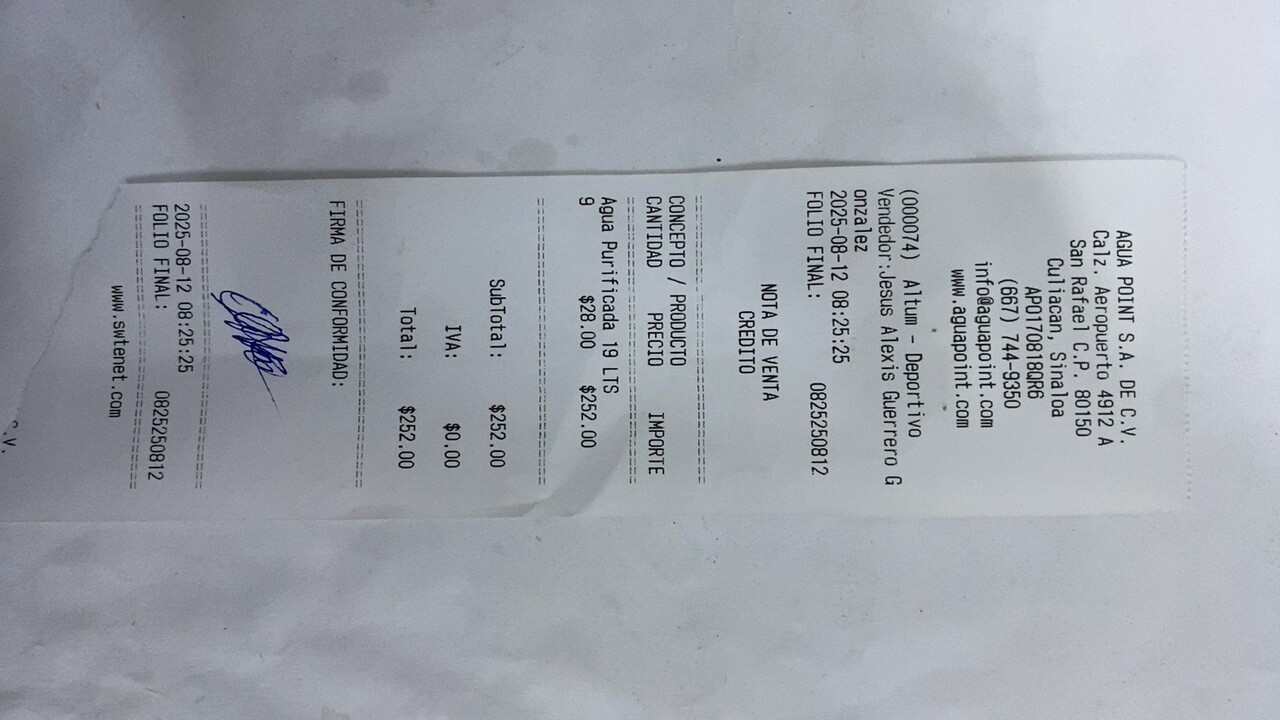 AGUA POINT S.A. DE C.V.
Calz. Aeropuerto 4912 A
San Rafael C.P. 80150
Culiacan, Sinaloa
APO170818QR6
(667) 744-9350
info@aguapoint.com
www.aguapoint.com
(000074) Altum - Deportivo
Vendedor:Jesus Alexis Guerrero G
onzalez
2025-08-12 08:25:25
FOLIO FINAL: 0825250812
NOTA DE VENTA
CREDITO
CONCEPTO / PRODUCTO
CANTIDAD PRECIO IMPORTE
Agua Purificada 19 LTS
9 $28.00 $252.00
SubTotal: $252.00
IVA: $0.00
Total: $252.00
FIRMA DE CONFORMIDAD:
2025-08-12 08:25:25
FOLIO FINAL: 0825250812
www.swtenet.com